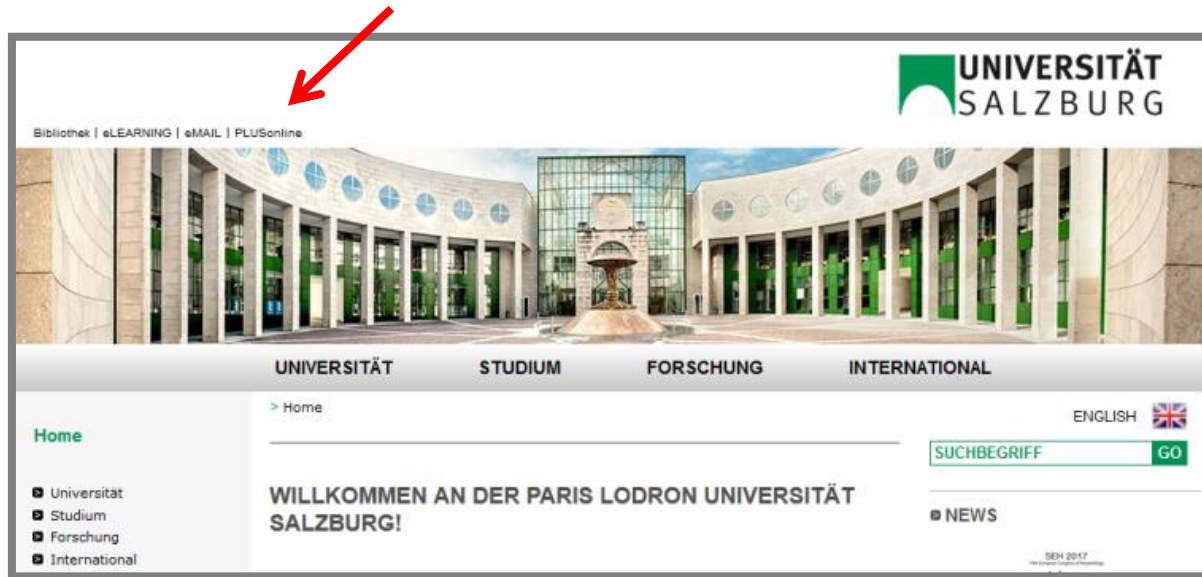 UNIVERSITÄT
SALZBURG
Bibliothek | eLEARNING | eMAIL | PLUSonline
UNIVERSITÄT STUDIUM FORSCHUNG INTERNATIONAL
> Home
ENGLISH
Home
SUCHBEGRIFF GO
Universität
Studium
Forschung
International
WILLKOMMEN AN DER PARIS LODRON UNIVERSITÄT
SALZBURG!
NEWS
SEH 2017